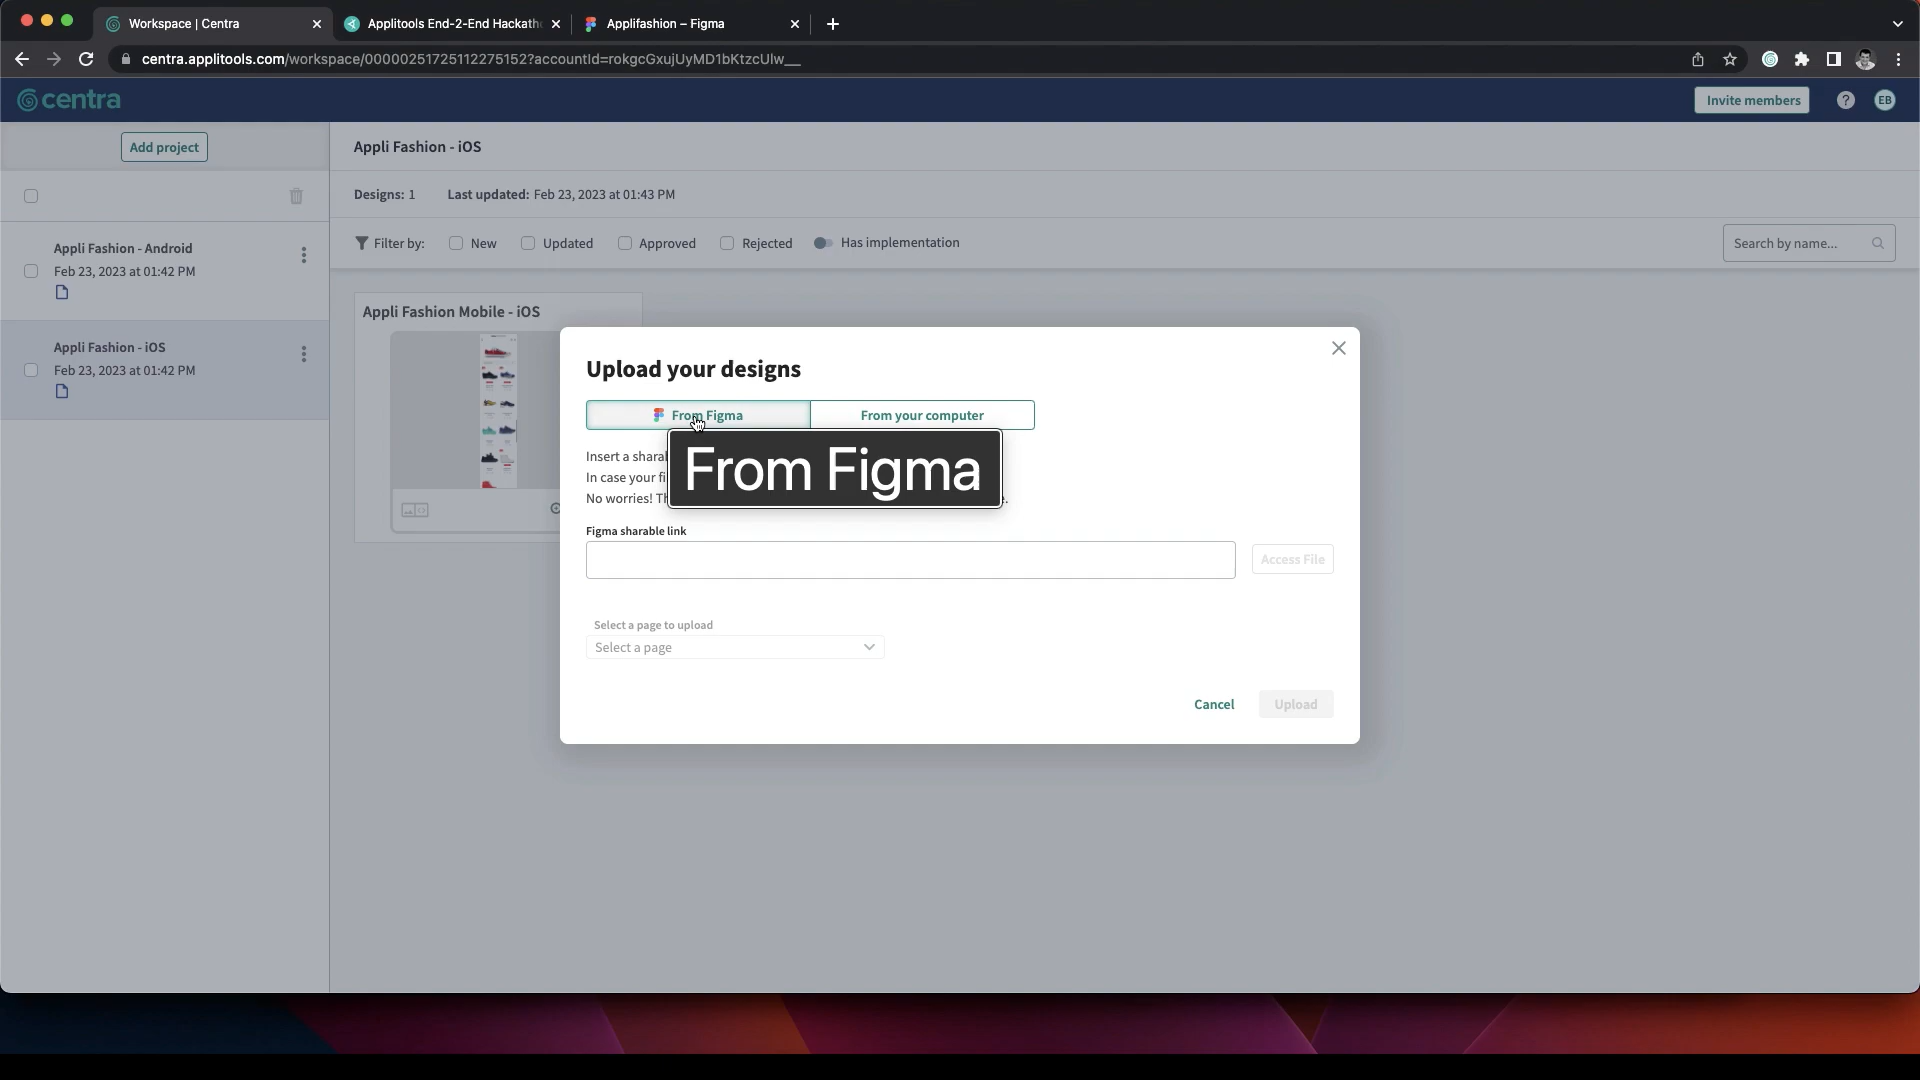 Workspace | Centra
Applitools End-2-End Hackath
Applifashion – Figma
centra.applitools.com/workspace/00000251725112275152?accountId=rokgcGxujUyMD1bKtzcUlw__
centra
Invite members
?
EB
Add project
Appli Fashion - iOS
Designs: 1 Last updated: Feb 23, 2023 at 01:43 PM
Filter by: New Updated Approved Rejected Has implementation
Search by name...
Appli Fashion - Android
Feb 23, 2023 at 01:42 PM
Appli Fashion - iOS
Feb 23, 2023 at 01:42 PM
Appli Fashion Mobile - iOS
Upload your designs
From Figma
From your computer
From Figma
Insert a
In case your
No worries!
Figma sharable link
Access File
Select a page to upload
Select a page
Cancel
Upload